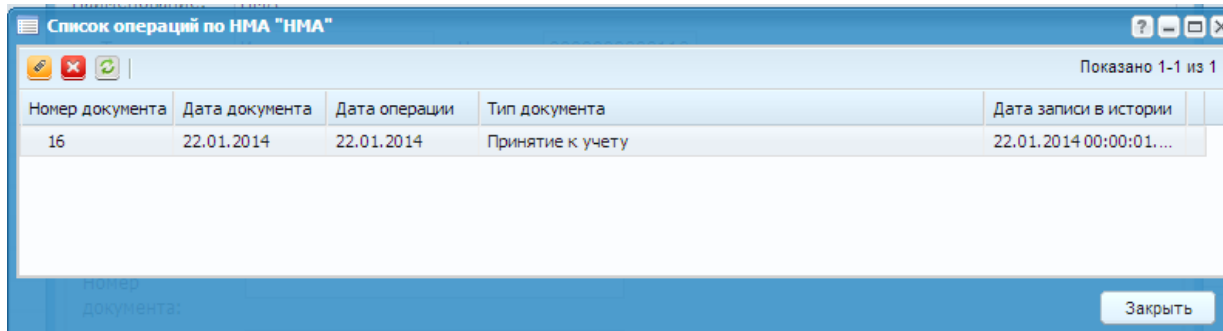 Наименование: НМА
Список операций по НМА "НМА"
Показано 1-1 из 1
Номер документа Дата документа Дата операции Тип документа Дата записи в истории
16 22.01.2014 22.01.2014 Принятие к учету 22.01.2014 00:00:01....
Номер
документа:
Закрыть